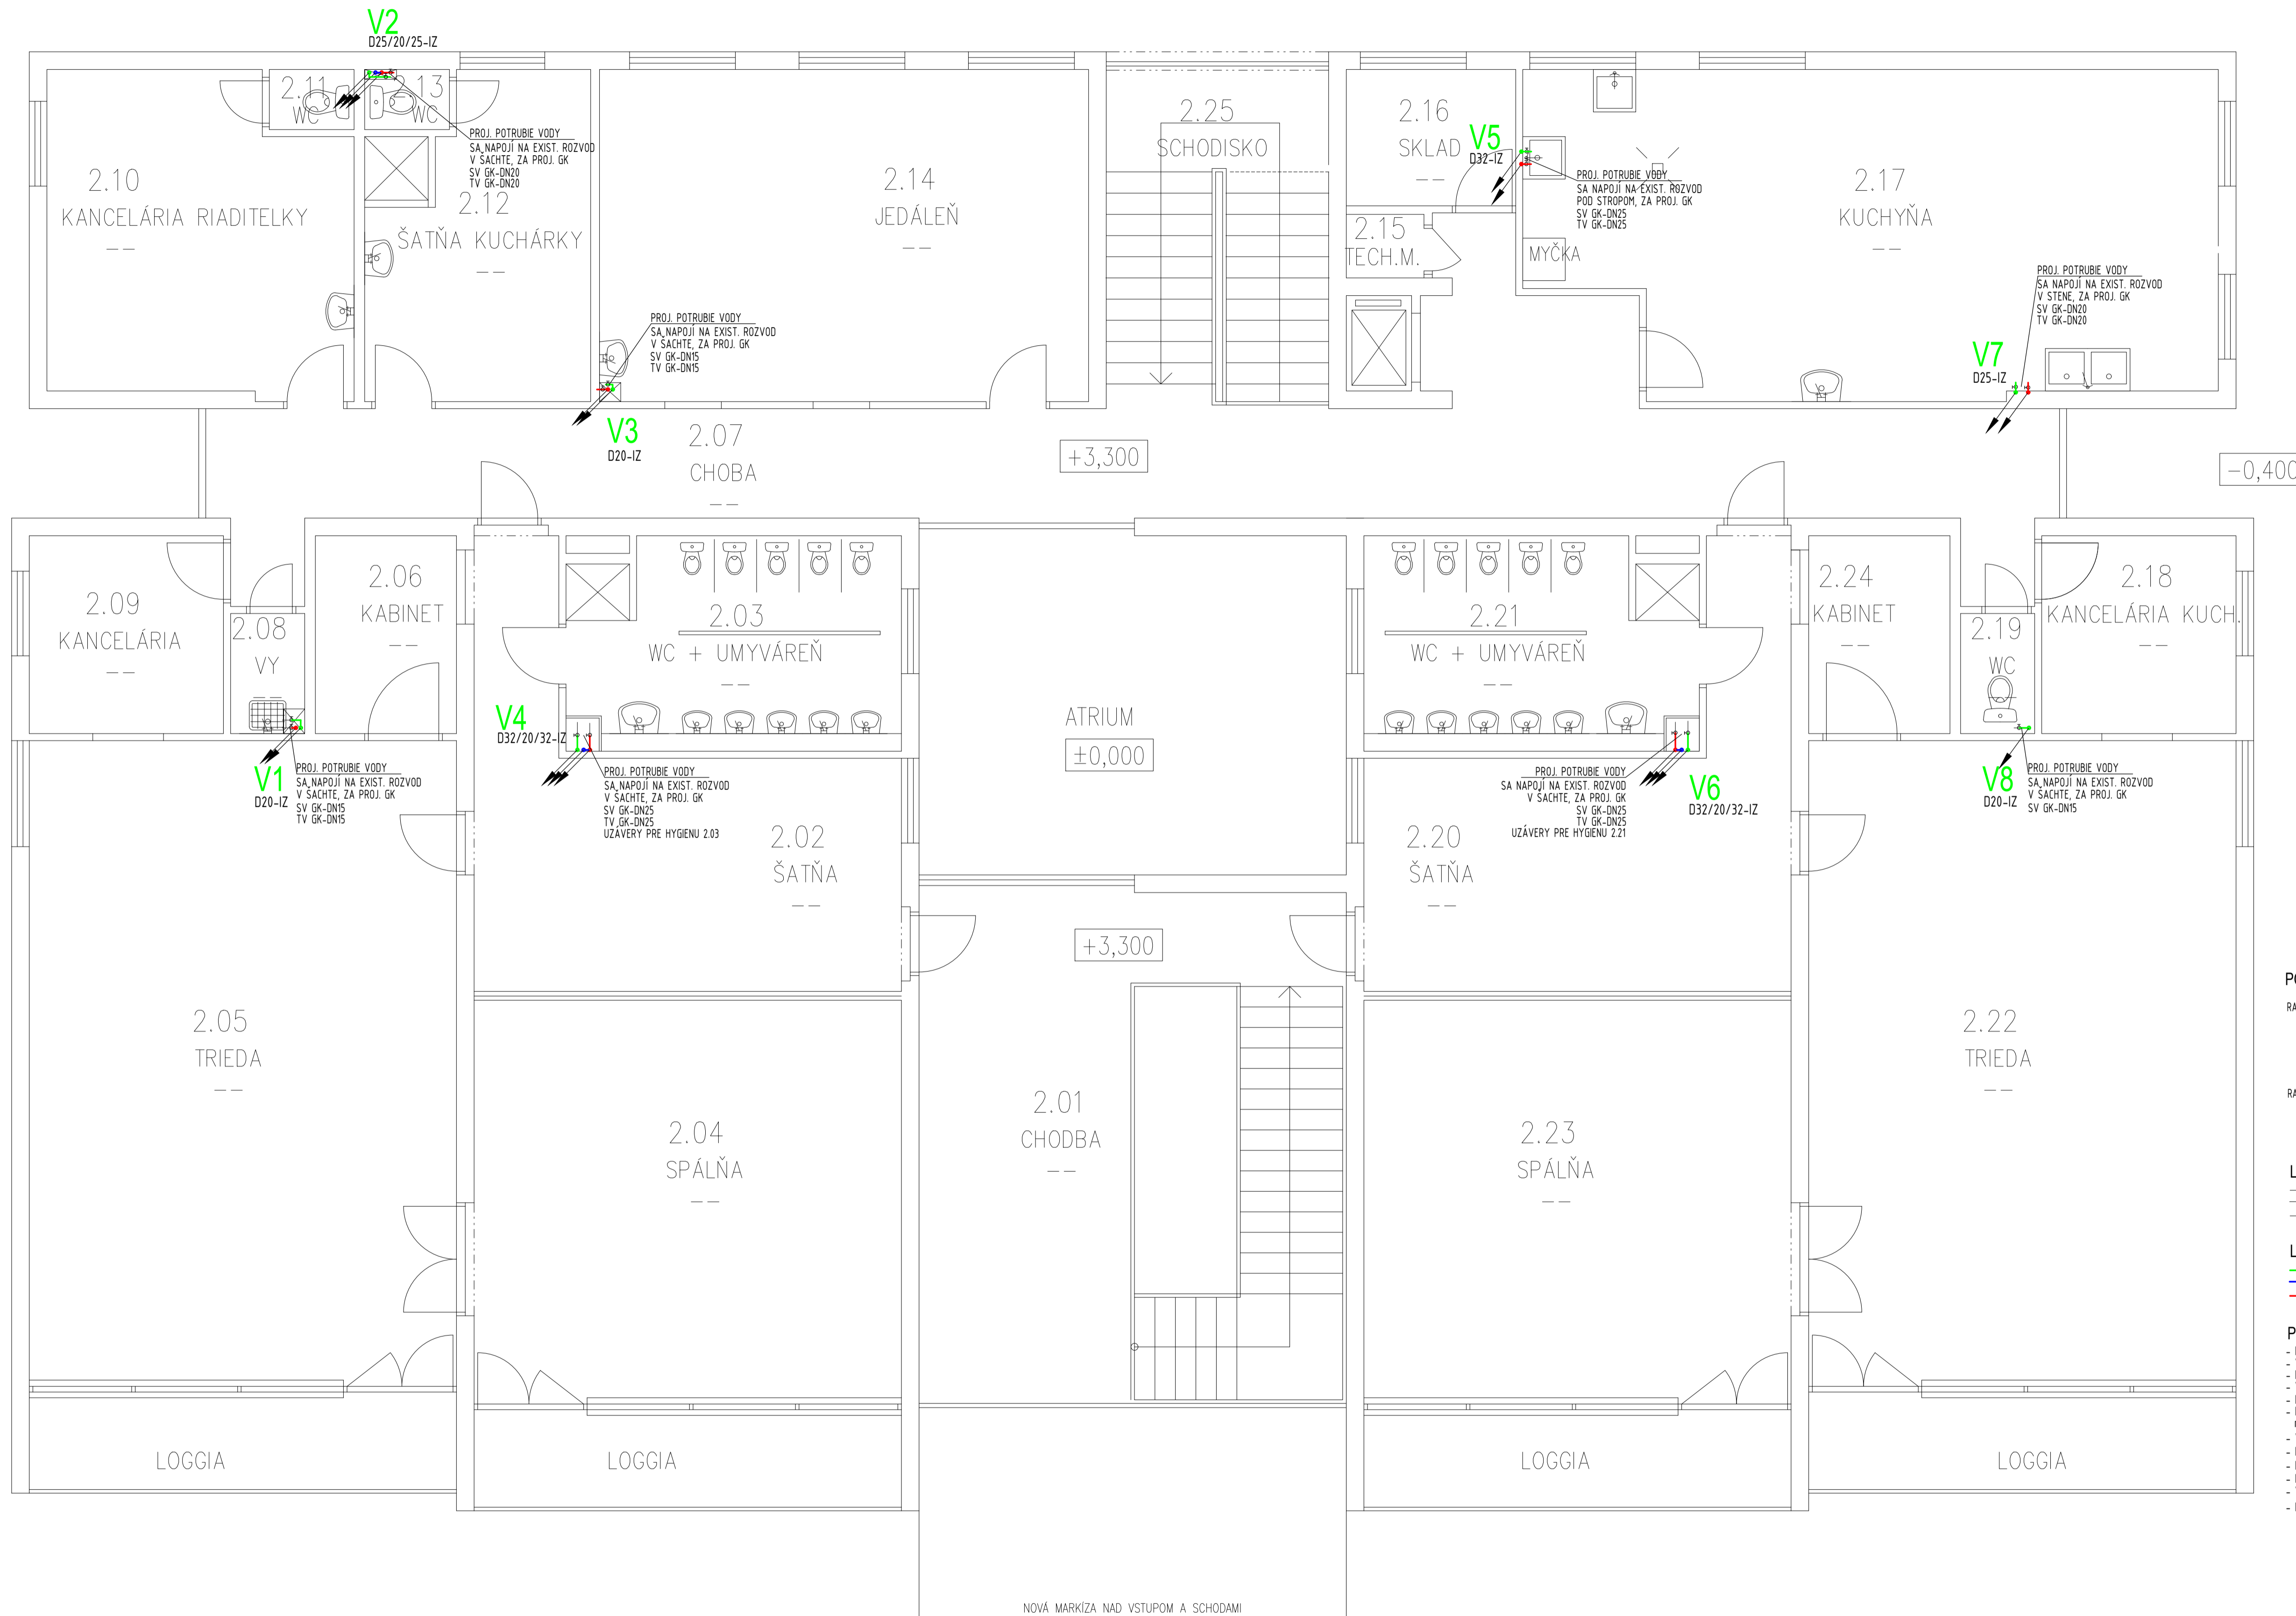 V2
D25/20/25-IZ
2.11
WC
2.13
WC
PROJ. POTRUBIE VODY
SA NAPOJÍ NA EXIST. ROZVOD
V ŠACHTE, ZA PROJ. GK
SV GK-DN20
TV GK-DN20
2.10
KANCELÁRIA RIADITELKY
--
2.12
ŠATŇA KUCHÁRKY
--
2.14
JEDÁLEŇ
--
2.25
SCHODISKO
2.16
SKLAD
--
V5
D32-IZ
PROJ. POTRUBIE VODY
SA NAPOJÍ NA EXIST. ROZVOD
POD STROPOM, ZA PROJ. GK
SV GK-DN25
TV GK-DN25
2.17
KUCHYŇA
--
2.15
TECH.M.
MYČKA
PROJ. POTRUBIE VODY
SA NAPOJÍ NA EXIST. ROZVOD
V STENE, ZA PROJ. GK
SV GK-DN20
TV GK-DN20
V7
D25-IZ
PROJ. POTRUBIE VODY
SA NAPOJÍ NA EXIST. ROZVOD
V ŠACHTE, ZA PROJ. GK
SV GK-DN15
TV GK-DN15
V3
D20-IZ
2.07
CHOBA
--
+3,300
-0,400
2.09
KANCELÁRIA
--
2.08
VY
--
2.06
KABINET
--
2.03
WC + UMYVÁREŇ
--
2.21
WC + UMYVÁREŇ
--
2.24
KABINET
--
2.19
WC
--
2.18
KANCELÁRIA KUCH.
--
ATRIUM
±0,000
V1
D20-IZ
PROJ. POTRUBIE VODY
SA NAPOJÍ NA EXIST. ROZVOD
V ŠACHTE, ZA PROJ. GK
SV GK-DN15
TV GK-DN15
V4
D32/20/32-IZ
PROJ. POTRUBIE VODY
SA NAPOJÍ NA EXIST. ROZVOD
V ŠACHTE, ZA PROJ. GK
SV GK-DN25
TV GK-DN25
UZÁVERY PRE HYGIENU 2.03
PROJ. POTRUBIE VODY
SA NAPOJÍ NA EXIST. ROZVOD
V ŠACHTE, ZA PROJ. GK
SV GK-DN25
TV GK-DN25
UZÁVERY PRE HYGIENU 2.21
V6
D32/20/32-IZ
V8
D20-IZ
PROJ. POTRUBIE VODY
SA NAPOJÍ NA EXIST. ROZVOD
V ŠACHTE, ZA PROJ. GK
SV GK-DN15
2.02
ŠATŇA
--
2.20
ŠATŇA
--
+3,300
2.05
TRIEDA
--
2.04
SPÁLŇA
--
2.01
CHODBA
--
2.23
SPÁLŇA
--
2.22
TRIEDA
--
LOGGIA
LOGGIA
LOGGIA
LOGGIA
NOVÁ MARKÍZA NAD VSTUPOM A SCHODAMI